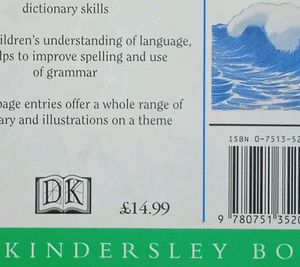 dictionary skills
ildren's understanding of language,
lps to improve spelling and use
of grammar
page entries offer a whole range of
ary and illustrations on a theme
ISBN 0-7513-52
DK
£14.99
9 780751 3520
KINDERSLEY BO